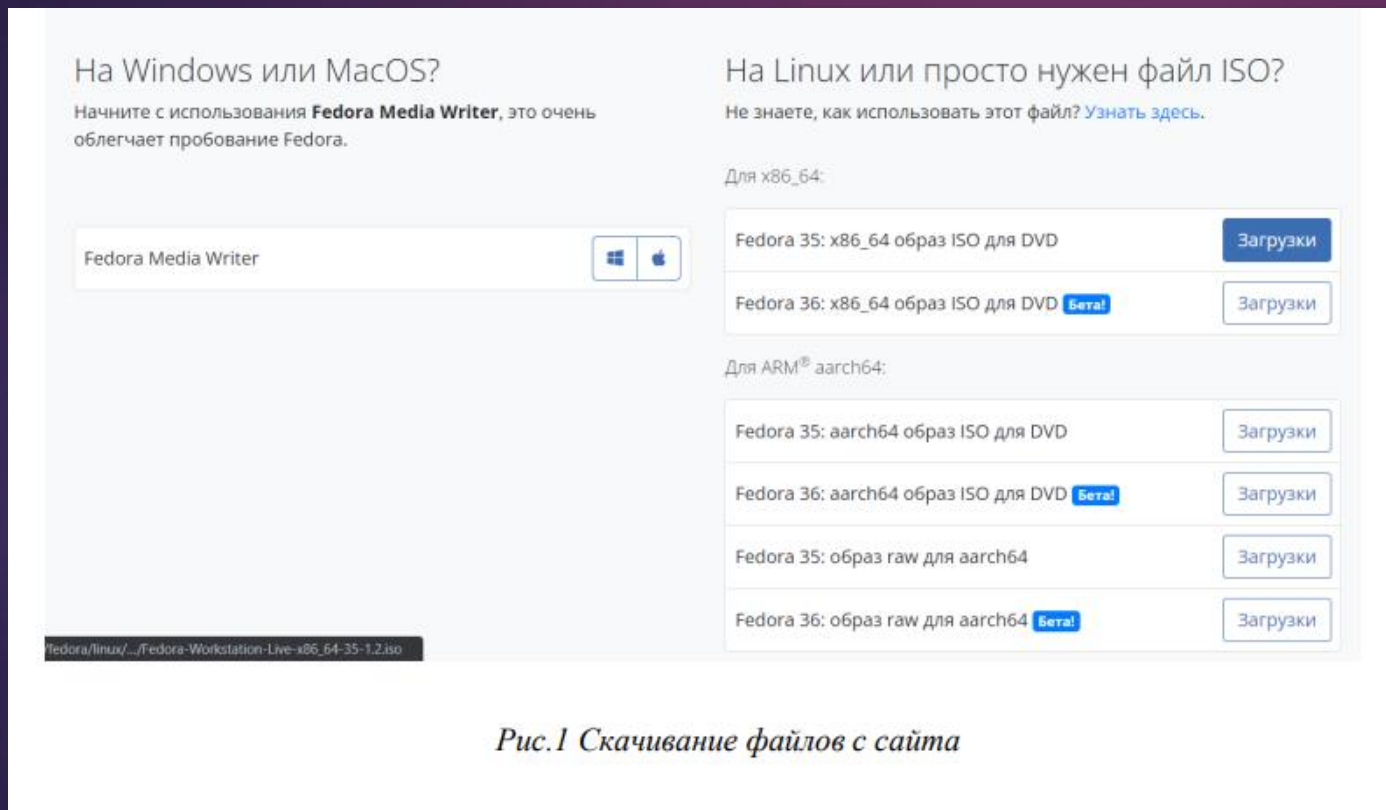 На Windows или MacOS?
Начните с использования Fedora Media Writer, это очень
облегчает пробование Fedora.
Fedora Media Writer
На Linux или просто нужен файл ISO?
Не знаете, как использовать этот файл? Узнать здесь.
Для x86_64:
Fedora 35: x86_64 образ ISO для DVD Загрузки
Fedora 36: x86_64 образ ISO для DVD Бета! Загрузки
Для ARM® aarch64:
Fedora 35: aarch64 образ ISO для DVD Загрузки
Fedora 36: aarch64 образ ISO для DVD Бета! Загрузки
Fedora 35: образ raw для aarch64 Загрузки
Fedora 36: образ raw для aarch64 Бета! Загрузки
/fedora/linux/.../Fedora-Workstation-Live-x86_64-35-1.2.iso
Рис.1 Скачивание файлов с сайта